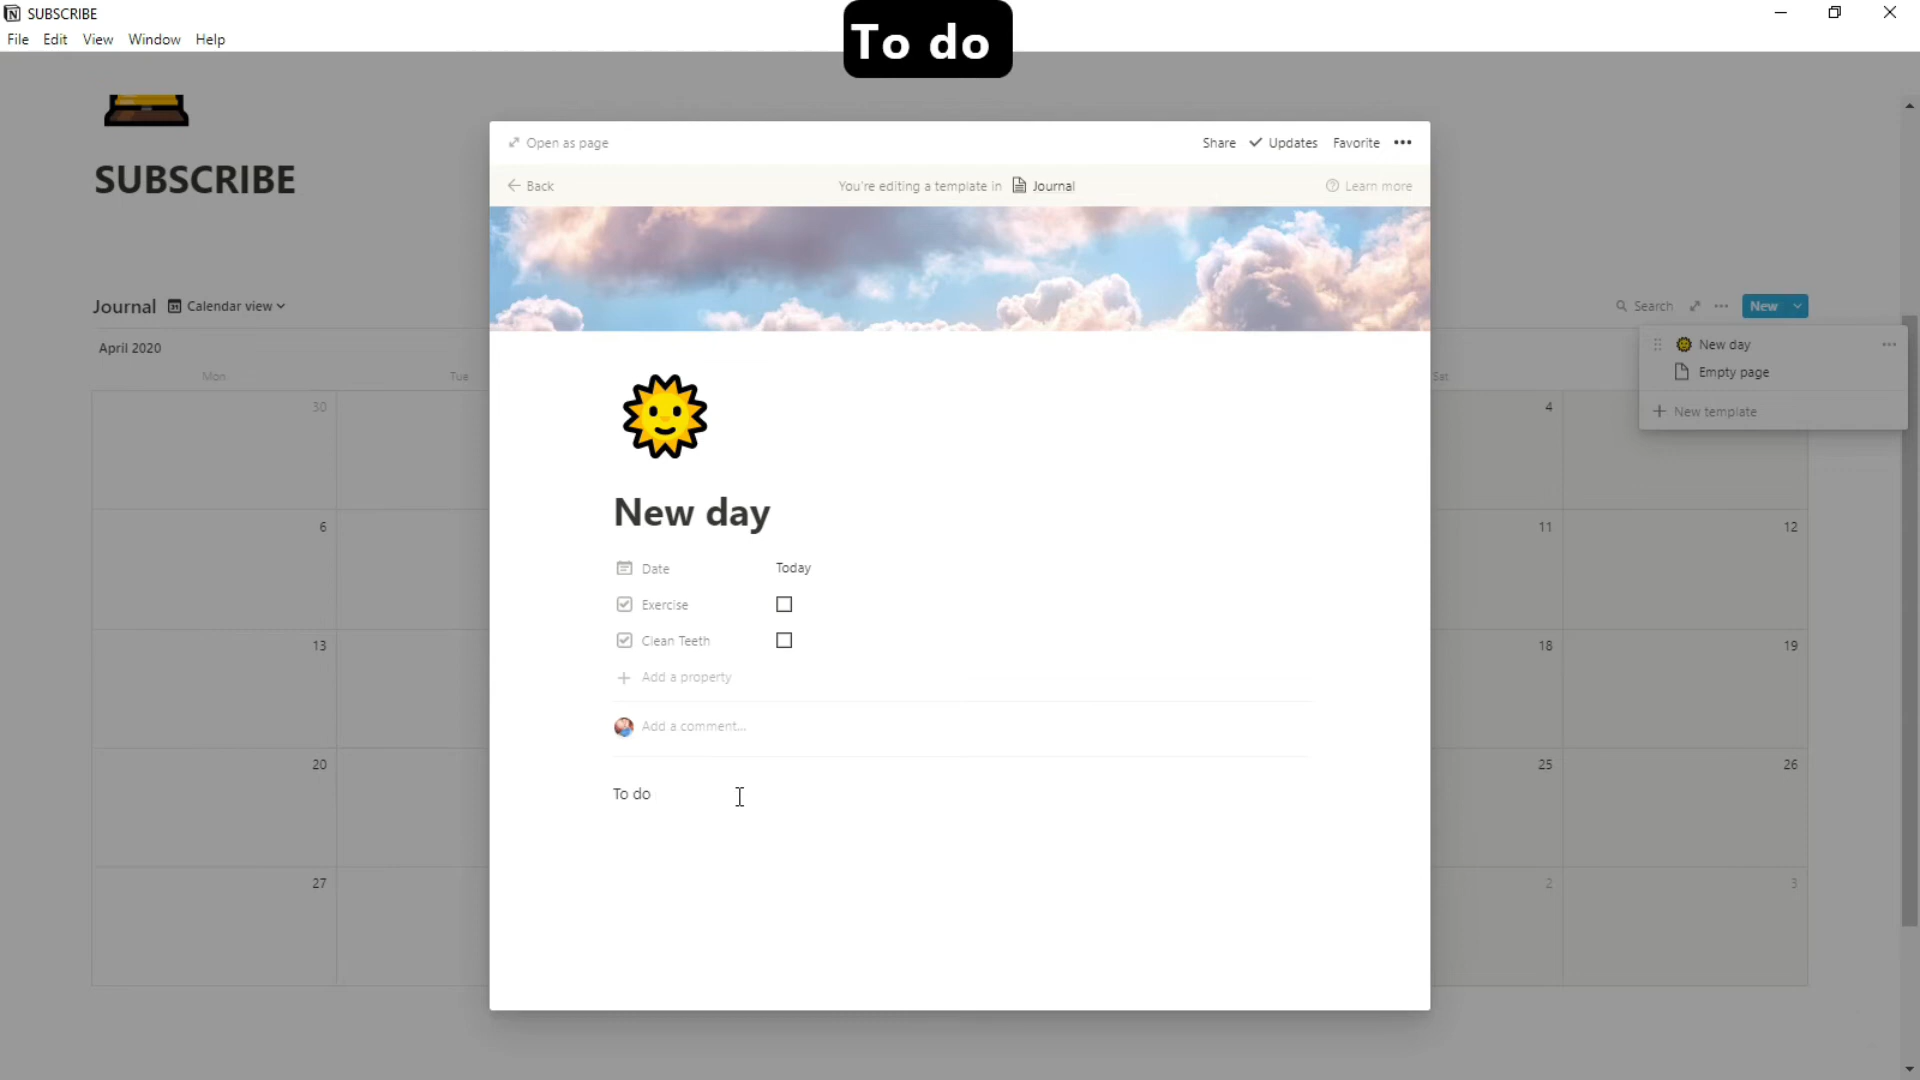 SUBSCRIBE
File Edit View Window Help
To do
SUBSCRIBE
Journal Calendar view
April 2020
Mon Tue Sat
30 4
6 11 12
13 18 19
20 25 26
27 2 3
Search New
New day
Empty page
New template
Open as page Share Updates Favorite
Back You're editing a template in Journal Learn more
New day
Date Today
Exercise
Clean Teeth
Add a property
Add a comment...
To do